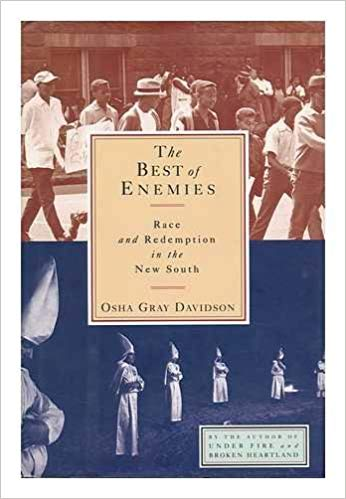 The
BEST of
ENEMIES
Race
and Redemption
in the
New South
OSHA GRAY DAVIDSON
BY THE AUTHOR OF
UNDER FIRE and
BROKEN HEARTLAND